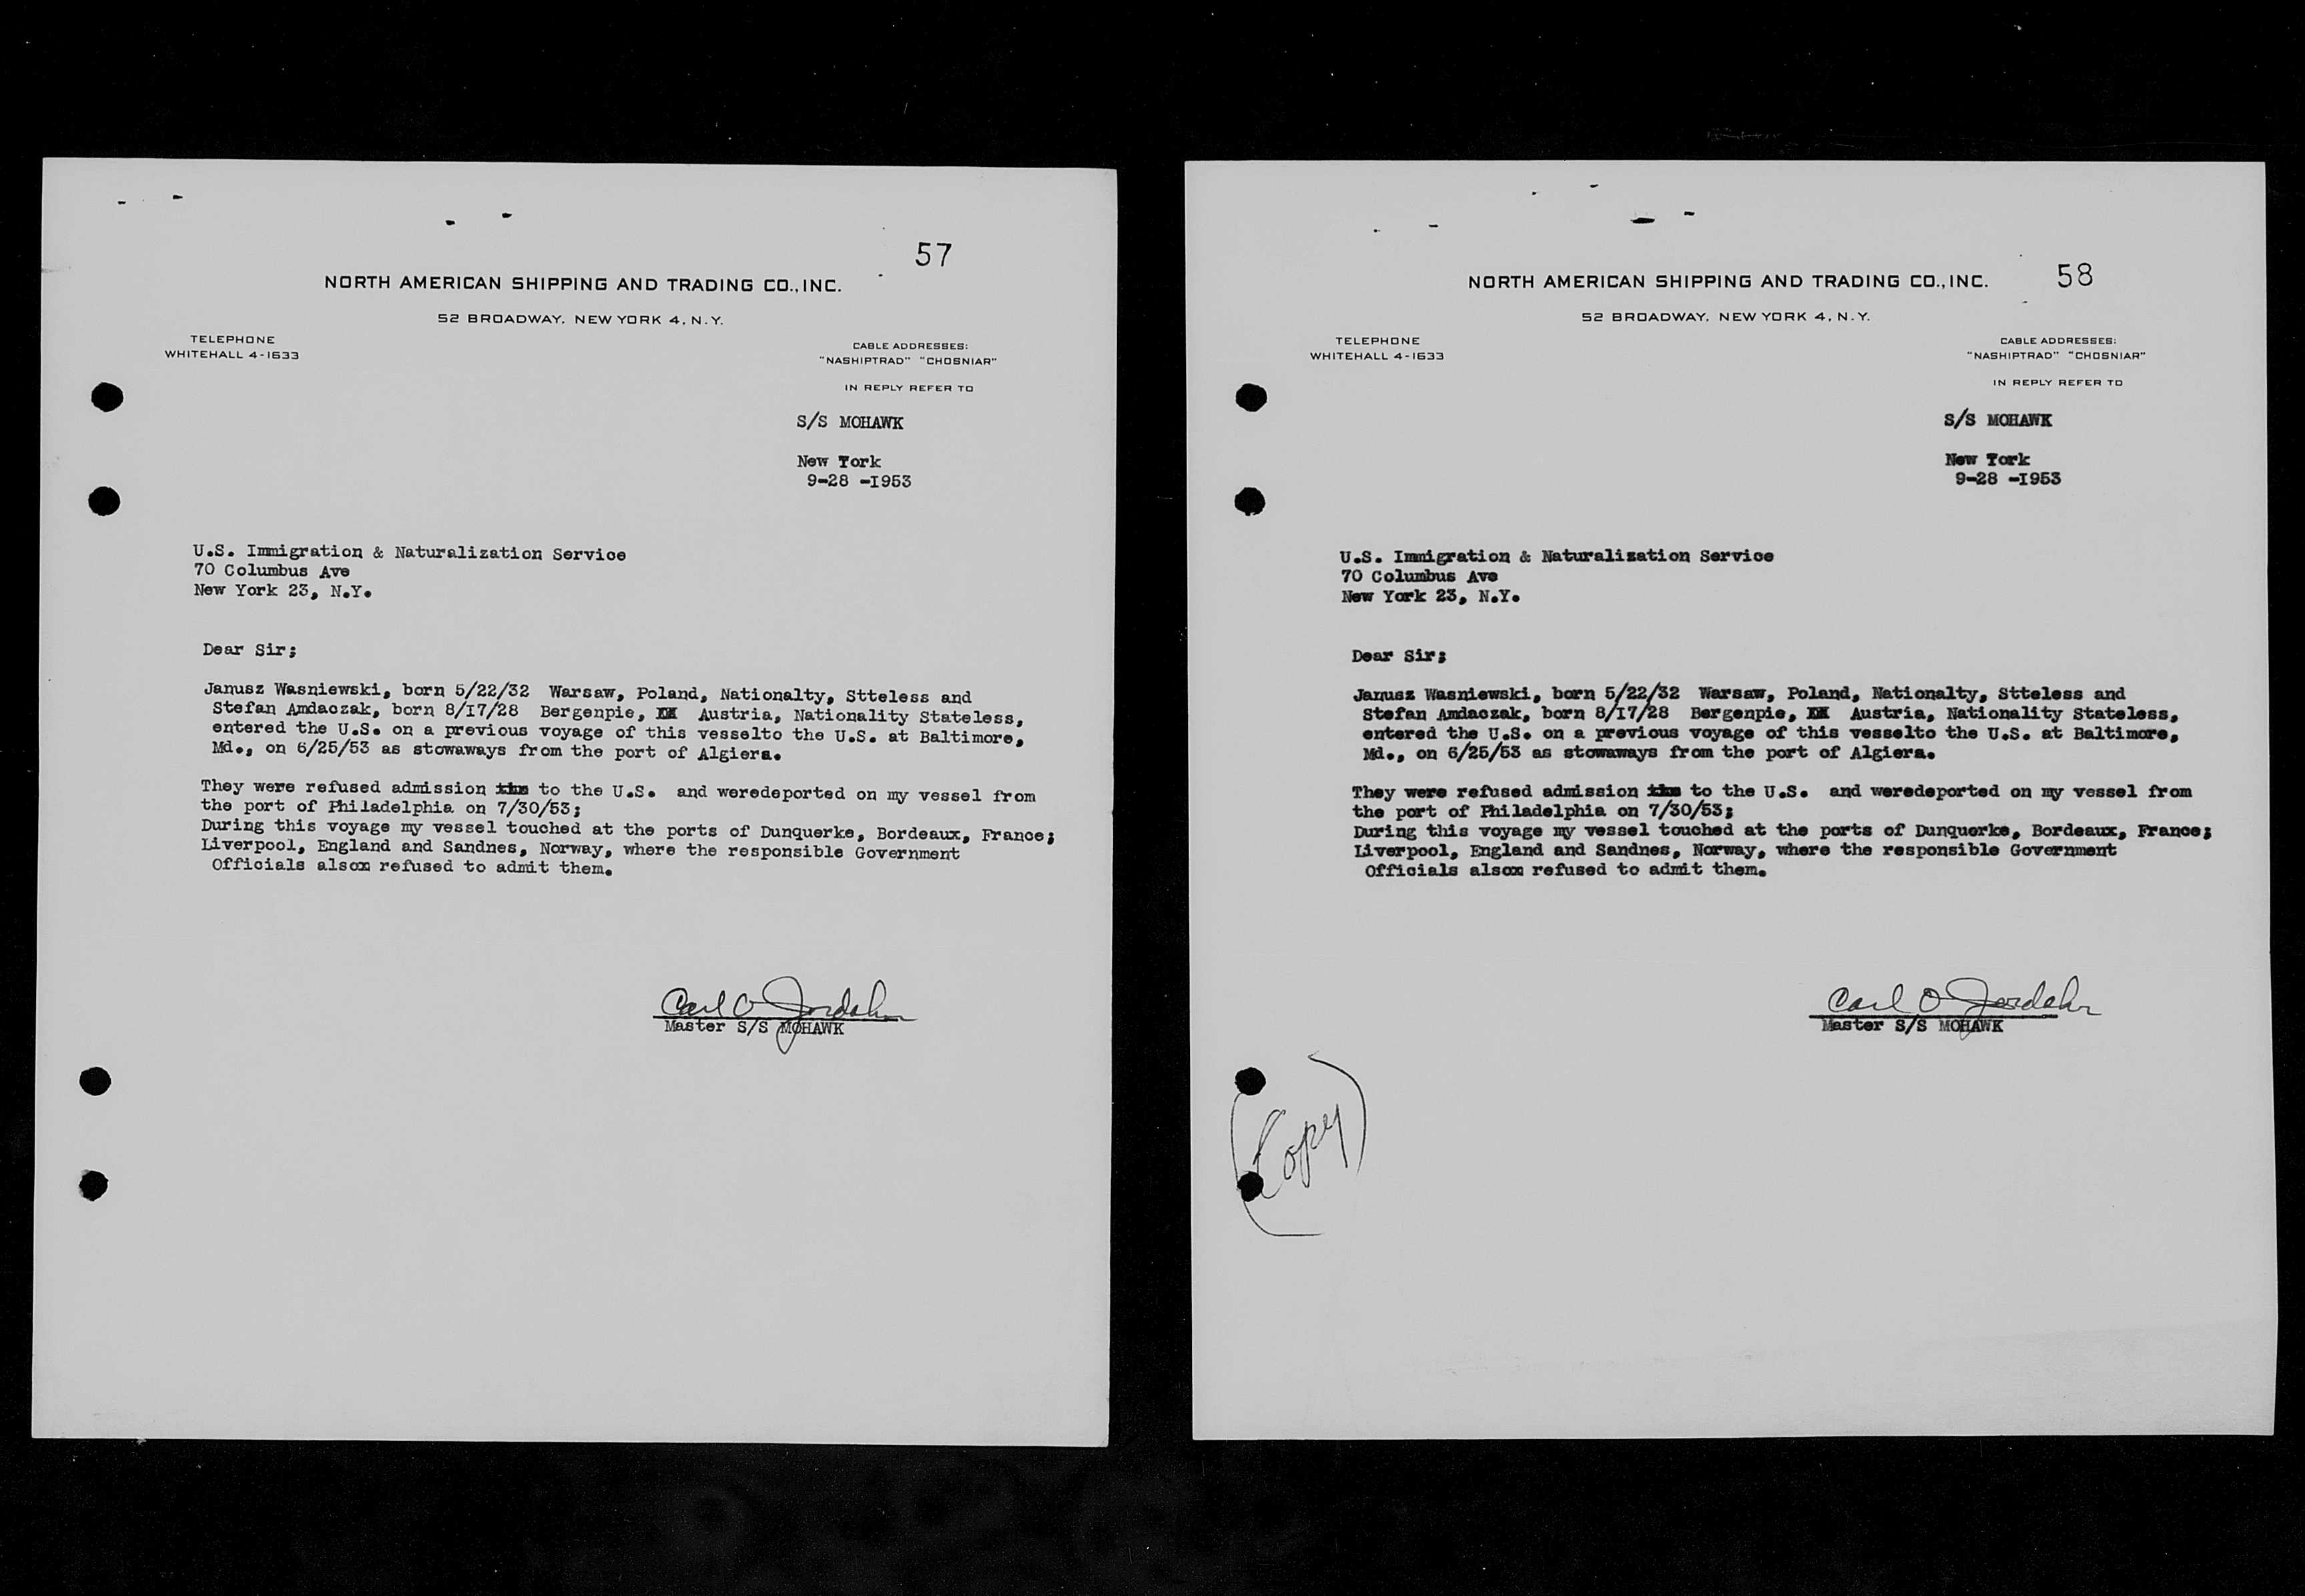 57
NORTH AMERICAN SHIPPING AND TRADING CO., INC.
52 BROADWAY, NEW YORK 4, N.Y.
TELEPHONE
WHITEHALL 4-1633
CABLE ADDRESSES:
"NASHIPTRAD" "CHOSNIAR"
IN REPLY REFER TO
S/S MOHAWK
New York
9-28 -I953
U.S. Immigration & Naturalization Service
70 Columbus Ave
New York 23, N.Y.
Dear Sir;
Janusz Wasniewski, born 5/22/32 Warsaw, Poland, Nationalty, Stteless and
Stefan Amdaczak, born 8/I7/28 Bergenpie, Austria, Nationality Stateless,
entered the U.S. on a previous voyage of this vesselto the U.S. at Baltimore,
Md., on 6/25/53 as stowaways from the port of Algiera.
They were refused admission to the U.S. and weredeported on my vessel from
the port of Philadelphia on 7/30/53;
During this voyage my vessel touched at the ports of Dunquerke, Bordeaux, France;
Liverpool, England and Sandnes, Norway, where the responsible Government
Officials alsox refused to admit them.
Carl O Jordahn
Master S/S MOHAWK
58
NORTH AMERICAN SHIPPING AND TRADING CO., INC.
52 BROADWAY, NEW YORK 4, N.Y.
TELEPHONE
WHITEHALL 4-1633
CABLE ADDRESSES:
"NASHIPTRAD" "CHOSNIAR"
IN REPLY REFER TO
S/S MOHAWK
New York
9-28 -I953
U.S. Immigration & Naturalization Service
70 Columbus Ave
New York 23, N.Y.
Dear Sir;
Janusz Wasniewski, born 5/22/32 Warsaw, Poland, Nationalty, Stteless and
Stefan Amdaczak, born 8/I7/28 Bergenpie, Austria, Nationality Stateless,
entered the U.S. on a previous voyage of this vesselto the U.S. at Baltimore,
Md., on 6/25/53 as stowaways from the port of Algiera.
They were refused admission to the U.S. and weredeported on my vessel from
the port of Philadelphia on 7/30/53;
During this voyage my vessel touched at the ports of Dunquerke, Bordeaux, France;
Liverpool, England and Sandnes, Norway, where the responsible Government
Officials alsox refused to admit them.
Carl O Jordahn
Master S/S MOHAWK
(Copy)